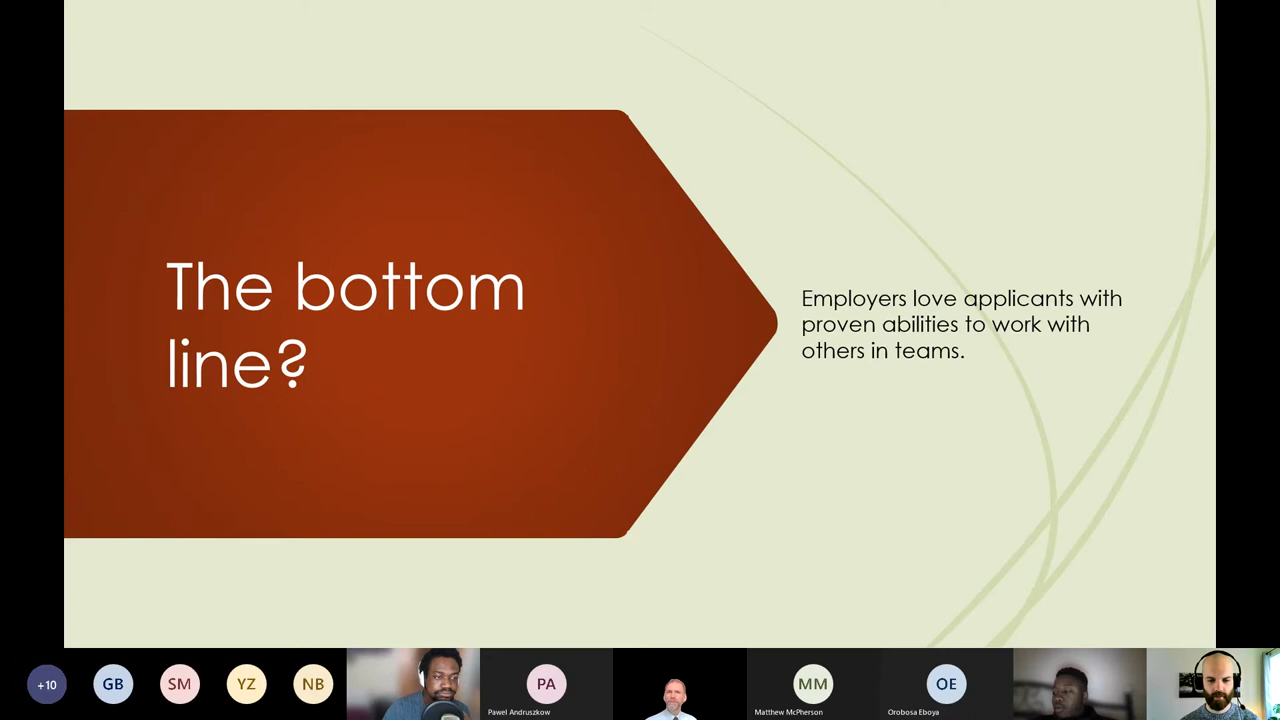 The bottom
line?
Employers love applicants with
proven abilities to work with
others in teams.
+10
GB
SM
YZ
NB
PA
Pawel Andruszkow
MM
Matthew McPherson
OE
Orobosa Eboya